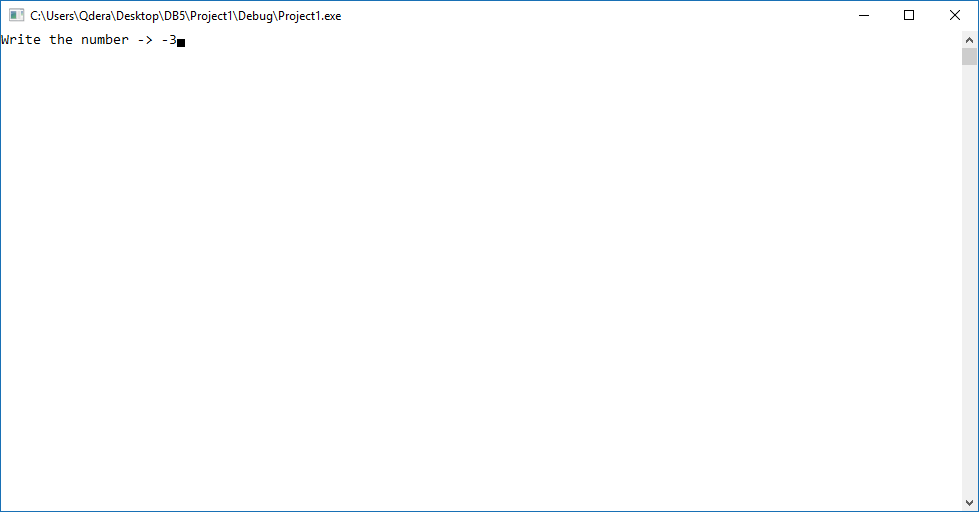 C:\Users\Qdera\Desktop\DB5\Project1\Debug\Project1.exe
Write the number -> -3